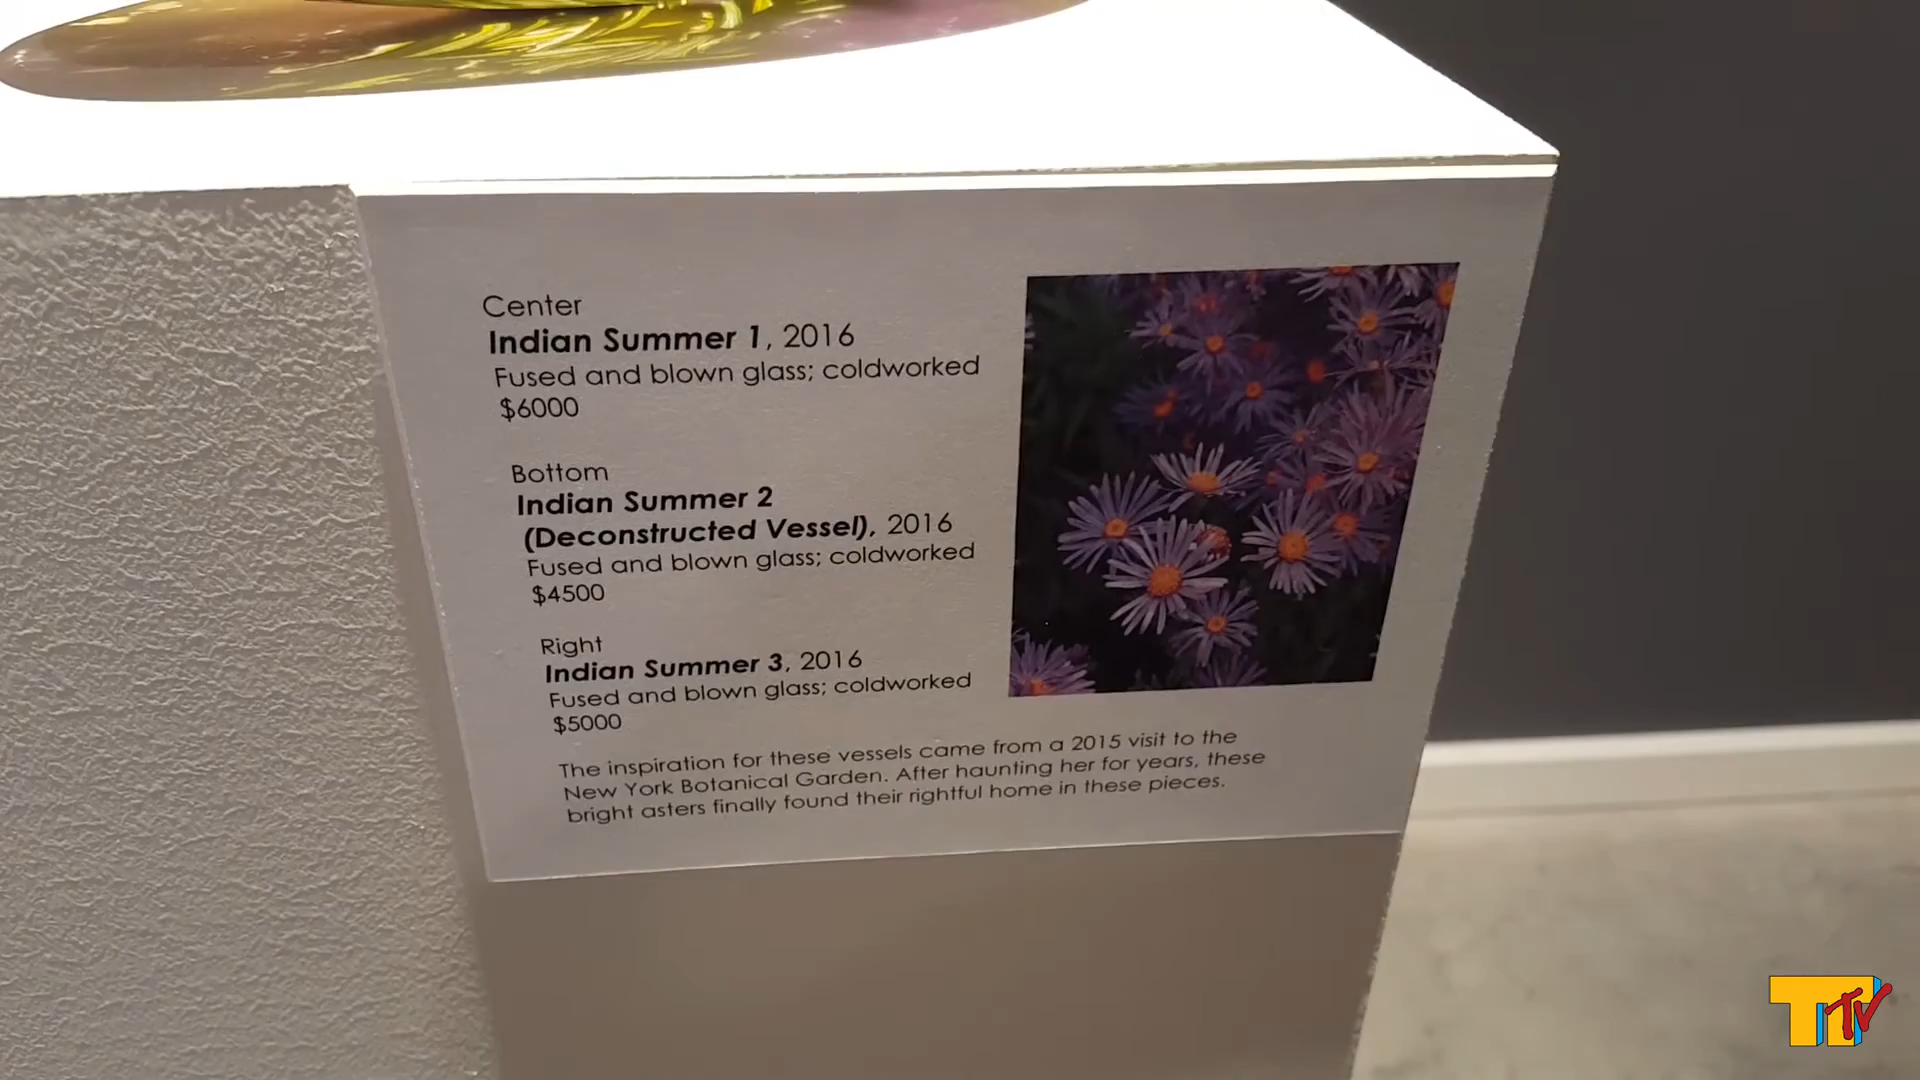 Center
Indian Summer 1, 2016
Fused and blown glass; coldworked
$6000
Bottom
Indian Summer 2
(Deconstructed Vessel), 2016
Fused and blown glass; coldworked
$4500
Right
Indian Summer 3, 2016
Fused and blown glass; coldworked
$5000
The inspiration for these vessels came from a 2015 visit to the
New York Botanical Garden. After haunting her for years, these
bright asters finally found their rightful home in these pieces.